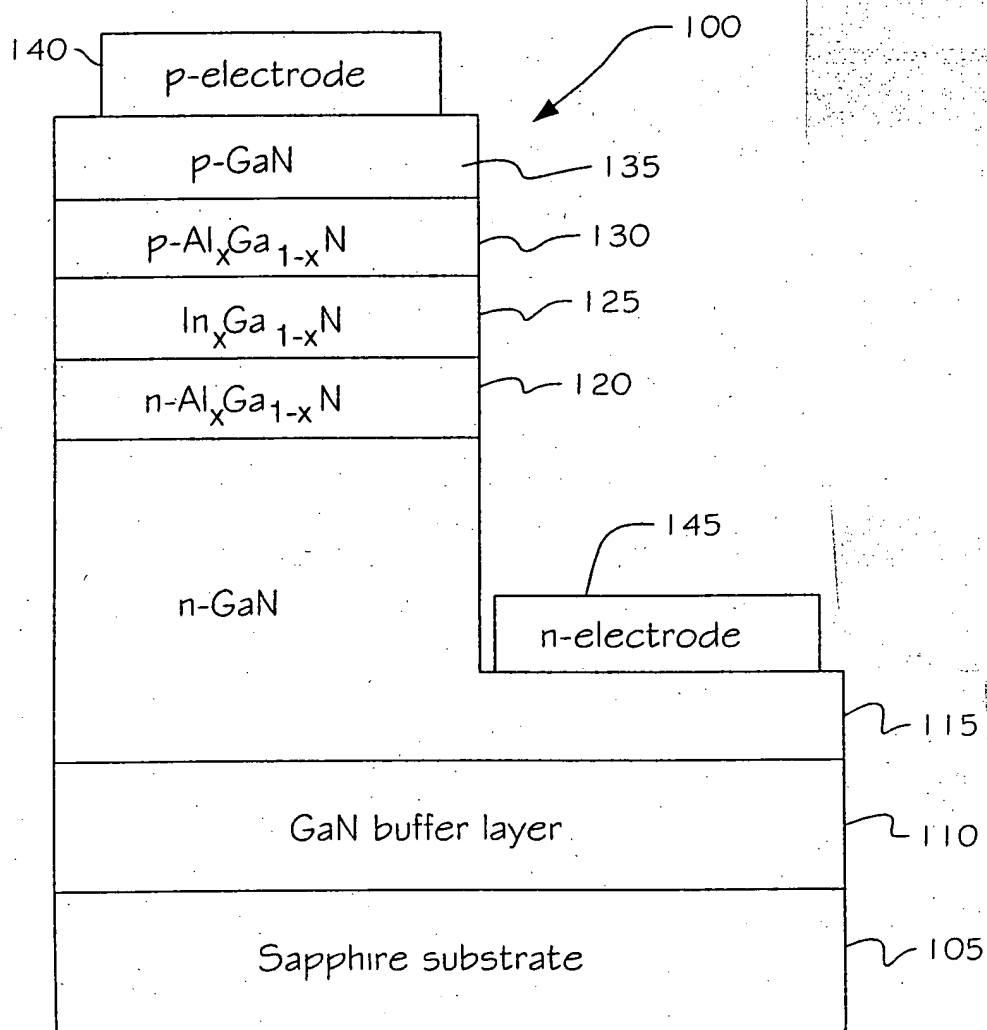 100
140
p-electrode
p-GaN
135
p-AlxGa1-xN
130
InxGa1-xN
125
n-AlxGa1-xN
120
145
n-GaN
n-electrode
115
GaN buffer layer
110
Sapphire substrate
105